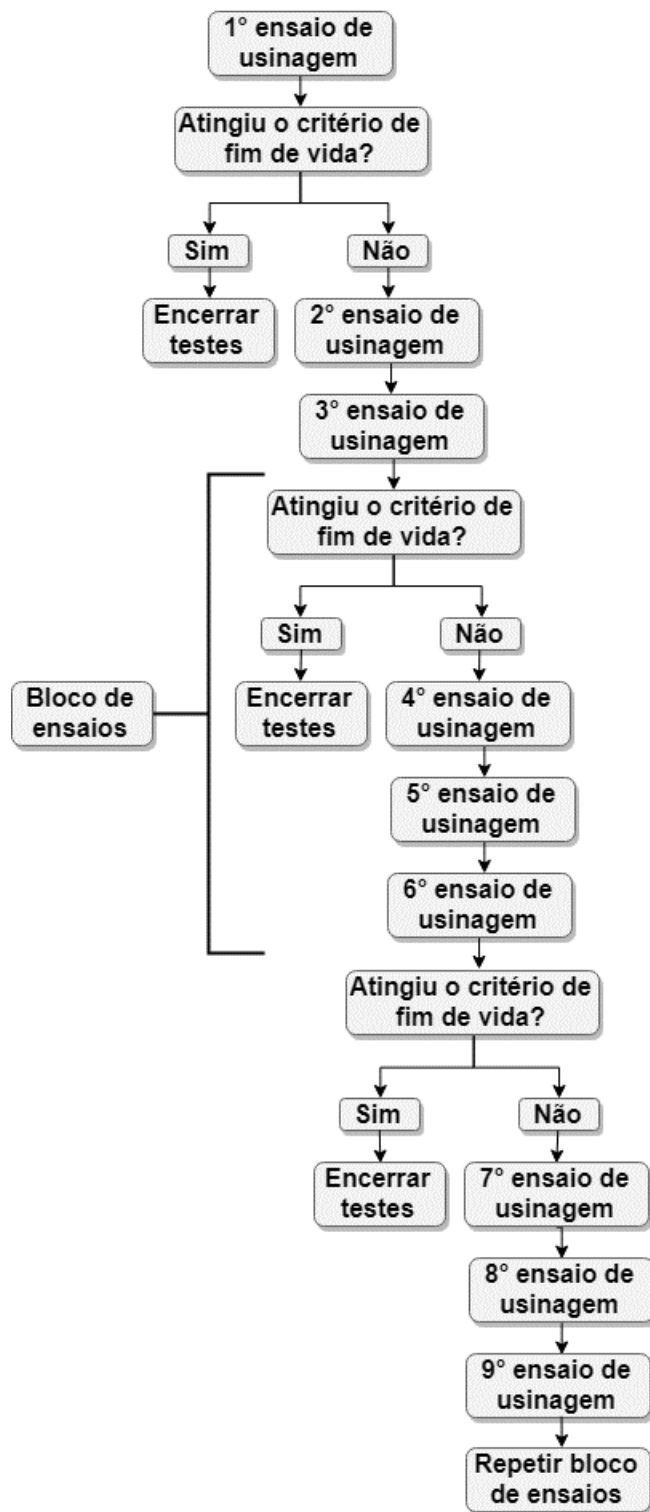 1° ensaio de
usinagem
Atingiu o critério de
fim de vida?
Sim
Não
Encerrar
testes
2° ensaio de
usinagem
3° ensaio de
usinagem
Atingiu o critério de
fim de vida?
Sim
Não
Bloco de
ensaios
Encerrar
testes
4° ensaio de
usinagem
5° ensaio de
usinagem
6° ensaio de
usinagem
Atingiu o critério de
fim de vida?
Sim
Não
Encerrar
testes
7° ensaio de
usinagem
8° ensaio de
usinagem
9° ensaio de
usinagem
Repetir bloco
de ensaios